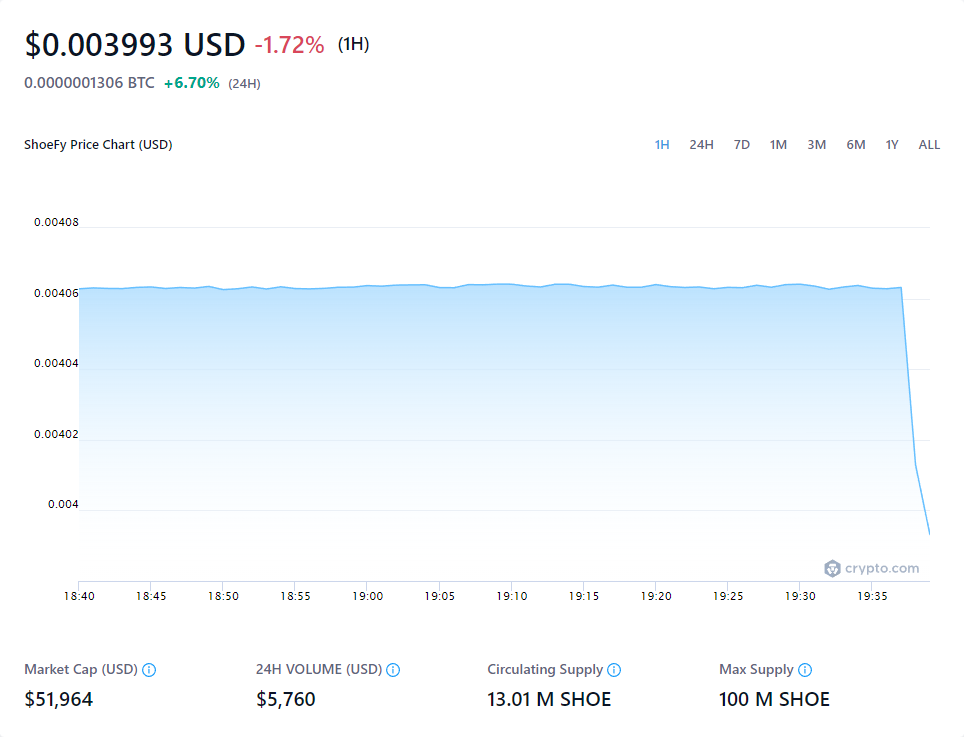 $0.003993 USD -1.72% (1H)
0.0000001306 BTC +6.70% (24H)
ShoeFy Price Chart (USD)
1H 24H 7D 1M 3M 6M 1Y ALL
0.00408
0.00406
0.00404
0.00402
0.004
crypto.com
18:40 18:45 18:50 18:55 19:00 19:05 19:10 19:15 19:20 19:25 19:30 19:35
Market Cap (USD) 24H VOLUME (USD) Circulating Supply Max Supply
$51,964 $5,760 13.01 M SHOE 100 M SHOE